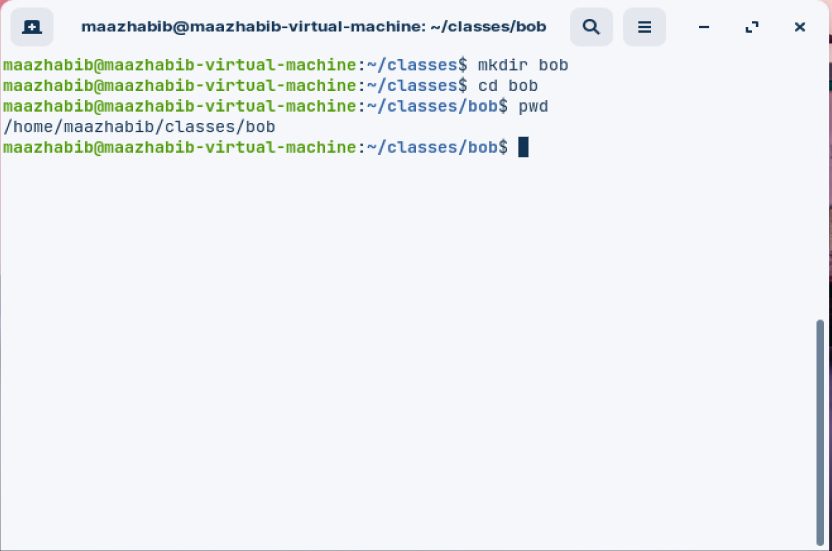 maazhabib@maazhabib-virtual-machine: ~/classes/bob
maazhabib@maazhabib-virtual-machine:~/classes$ mkdir bob
maazhabib@maazhabib-virtual-machine:~/classes$ cd bob
maazhabib@maazhabib-virtual-machine:~/classes/bob$ pwd
/home/maazhabib/classes/bob
maazhabib@maazhabib-virtual-machine:~/classes/bob$